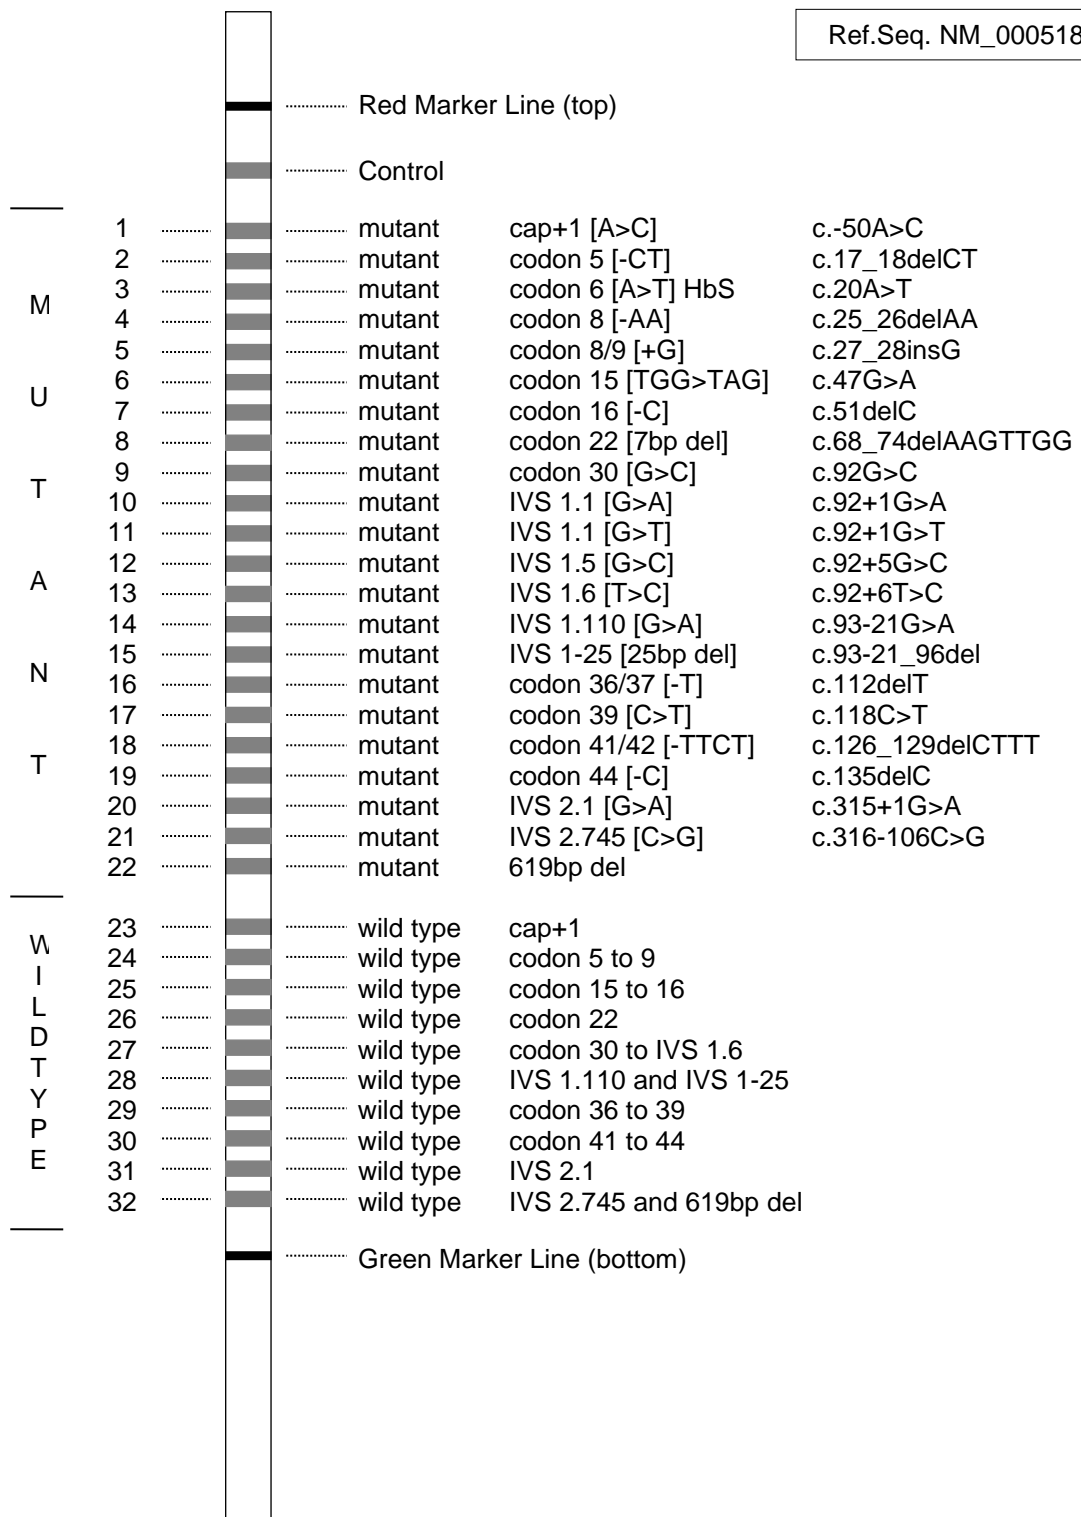 Ref.Seq. NM_000518
Red Marker Line (top)
Control
1 mutant cap+1 [A>C] c.-50A>C
2 mutant codon 5 [-CT] c.17_18delCT
3 mutant codon 6 [A>T] HbS c.20A>T
4 mutant codon 8 [-AA] c.25_26delAA
5 mutant codon 8/9 [+G] c.27_28insG
6 mutant codon 15 [TGG>TAG] c.47G>A
7 mutant codon 16 [-C] c.51delC
8 mutant codon 22 [7bp del] c.68_74delAAGTTGG
9 mutant codon 30 [G>C] c.92G>C
10 mutant IVS 1.1 [G>A] c.92+1G>A
11 mutant IVS 1.1 [G>T] c.92+1G>T
12 mutant IVS 1.5 [G>C] c.92+5G>C
13 mutant IVS 1.6 [T>C] c.92+6T>C
14 mutant IVS 1.110 [G>A] c.93-21G>A
15 mutant IVS 1-25 [25bp del] c.93-21_96del
16 mutant codon 36/37 [-T] c.112delT
17 mutant codon 39 [C>T] c.118C>T
18 mutant codon 41/42 [-TTCT] c.126_129delCTTT
19 mutant codon 44 [-C] c.135delC
20 mutant IVS 2.1 [G>A] c.315+1G>A
21 mutant IVS 2.745 [C>G] c.316-106C>G
22 mutant 619bp del
M
U
T
A
N
T
23 wild type cap+1
24 wild type codon 5 to 9
25 wild type codon 15 to 16
26 wild type codon 22
27 wild type codon 30 to IVS 1.6
28 wild type IVS 1.110 and IVS 1-25
29 wild type codon 36 to 39
30 wild type codon 41 to 44
31 wild type IVS 2.1
32 wild type IVS 2.745 and 619bp del
W
I
L
D
T
Y
P
E
Green Marker Line (bottom)